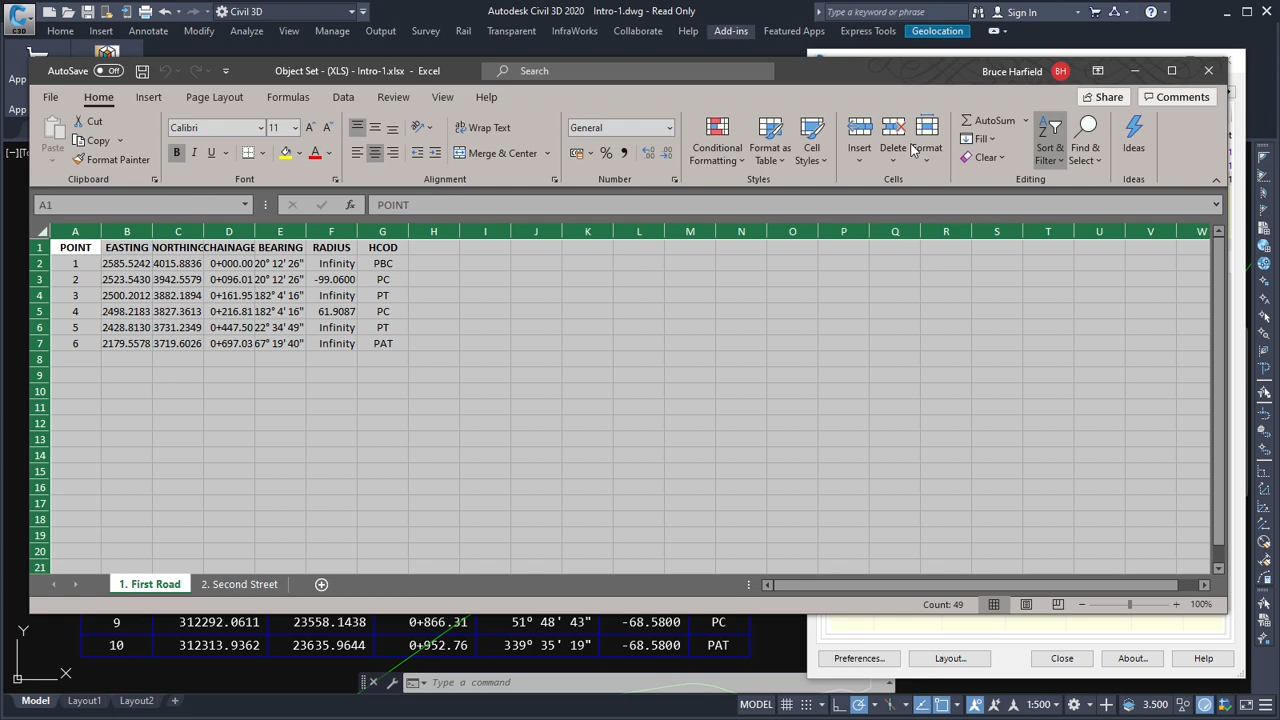 C3D
Civil 3D
Autodesk Civil 3D 2020 Intro-1.dwg - Read Only
Type a keyword or phrase
Sign In
Home Insert Annotate Modify Analyze View Manage Output Survey Rail Transparent InfraWorks Collaborate Help Add-ins Featured Apps Express Tools Geolocation
App
App
AutoSave Off
Object Set - (XLS) - Intro-1.xlsx - Excel
Search
Bruce Harfield BH
File Home Insert Page Layout Formulas Data Review View Help
Share Comments
Paste
Cut
Copy
Format Painter
Clipboard
Calibri 11
B I U
Font
Wrap Text
Merge & Center
Alignment
General
Number
Conditional Formatting
Format as Table
Cell Styles
Styles
Insert Delete Format
Cells
AutoSum
Fill
Clear
Sort & Filter
Find & Select
Editing
Ideas
Ideas
A1 fx POINT
A B C D E F G H I J K L M N O P Q R S T U V W
1 POINT EASTING NORTHING CHAINAGE BEARING RADIUS HCOD
2 1 2585.5242 4015.8836 0+000.00 20° 12' 26" Infinity PBC
3 2 2523.5430 3942.5579 0+096.01 20° 12' 26" -99.0600 PC
4 3 2500.2012 3882.1894 0+161.95 182° 4' 16" Infinity PT
5 4 2498.2183 3827.3613 0+216.81 182° 4' 16" 61.9087 PC
6 5 2428.8130 3731.2349 0+447.50 22° 34' 49" Infinity PT
7 6 2179.5578 3719.6026 0+697.03 67° 19' 40" Infinity PAT
8
9
10
11
12
13
14
15
16
17
18
19
20
21
1. First Road 2. Second Street
Count: 49 100%
9 312292.0611 23558.1438 0+866.31 51° 48' 43" -68.5800 PC
10 312313.9362 23635.9644 0+952.76 339° 35' 19" -68.5800 PAT
Y
X
Preferences... Layout... Close About... Help
Type a command
Model Layout1 Layout2 +
MODEL 1:500 3.500